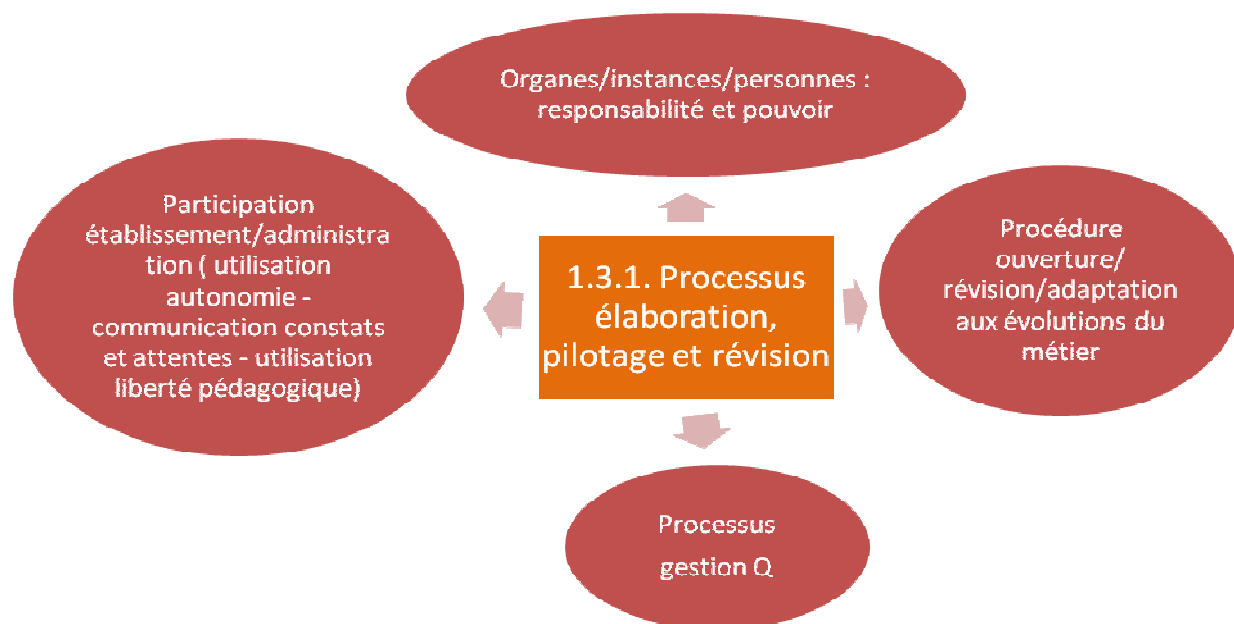 Organes/instances/personnes :
responsabilité et pouvoir
Participation
établissement/administra
tion ( utilisation
autonomie -
communication constats
et attentes - utilisation
liberté pédagogique)
1.3.1. Processus
élaboration,
pilotage et révision
Procédure
ouverture/
révision/adaptation
aux évolutions du
métier
Processus
gestion Q